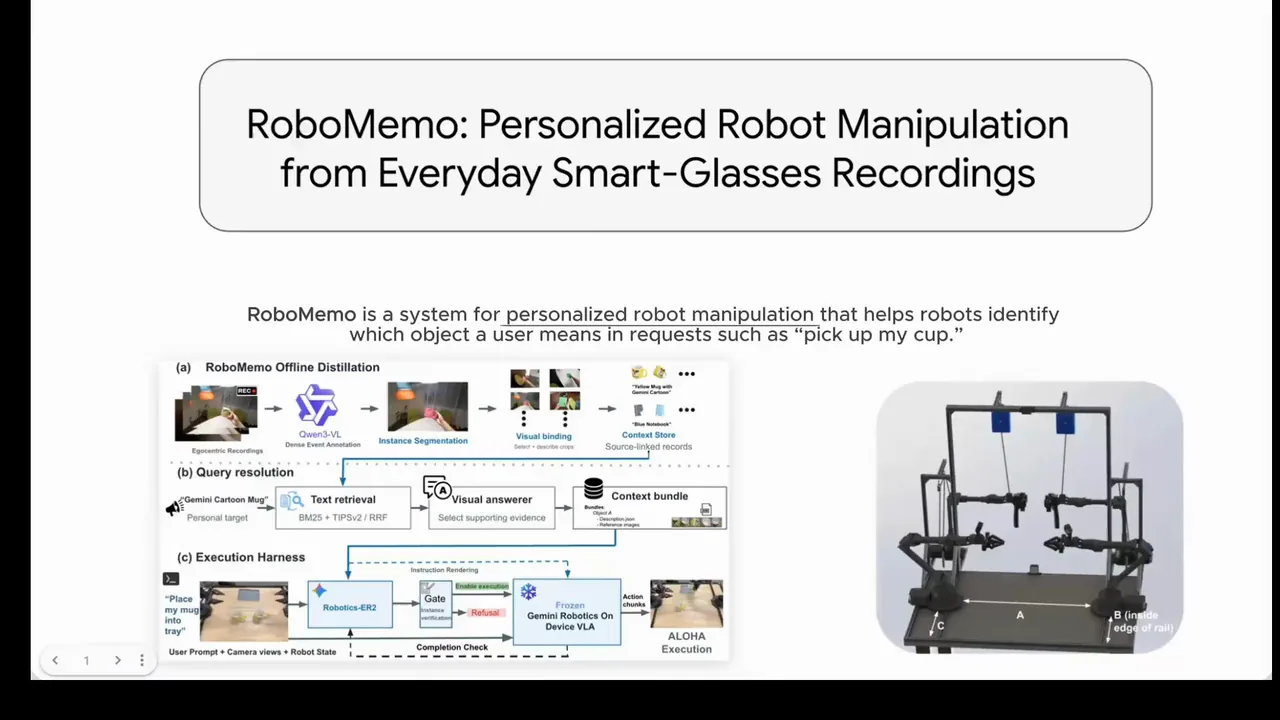 RoboMemo: Personalized Robot Manipulation
from Everyday Smart-Glasses Recordings
RoboMemo is a system for personalized robot manipulation that helps robots identify
which object a user means in requests such as “pick up my cup.”
(a) RoboMemo Offline Distillation
REC
Egocentric Recordings
Qwen3-VL
Dense Event Annotation
Instance Segmentation
Visual binding
Select + describe crops
"Yellow Mug with
Gemini Cartoon"
"Blue Notebook"
Context Store
Source-linked records
(b) Query resolution
"Gemini Cartoon Mug"
Personal target
Text retrieval
BM25 + TIPSv2 / RRF
Visual answerer
Select supporting evidence
Context bundle
Bundles:
Object A
- Description.json
- Reference images
(c) Execution Harness
Instruction Rendering
“Place
my mug
into
tray”
User Prompt + Camera views + Robot State
Robotics-ER2
Gate
Instance
verification
Enable execution
Refusal
Frozen
Gemini Robotics On
Device VLA
Completion Check
Action
chunks
ALOHA
Execution
A
B (inside
edge of rail)
C
1